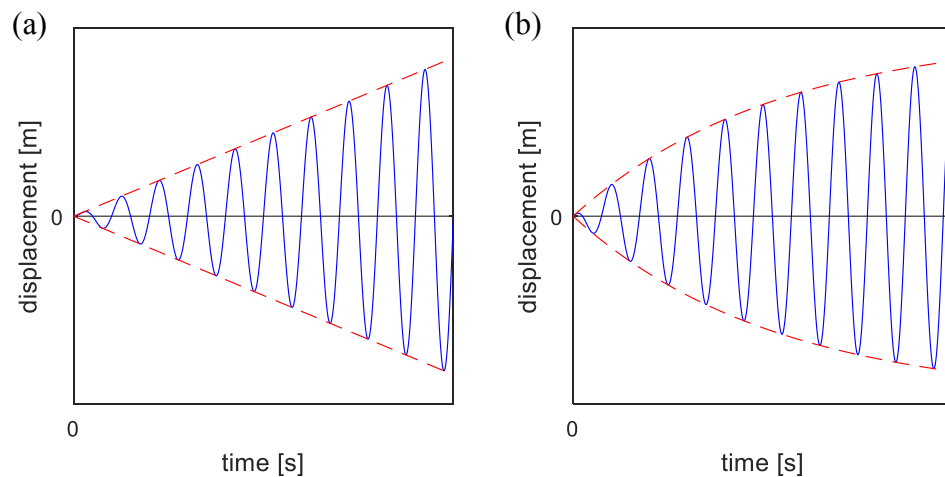 (a)
displacement [m]
0
0
time [s]
(b)
displacement [m]
0
0
time [s]